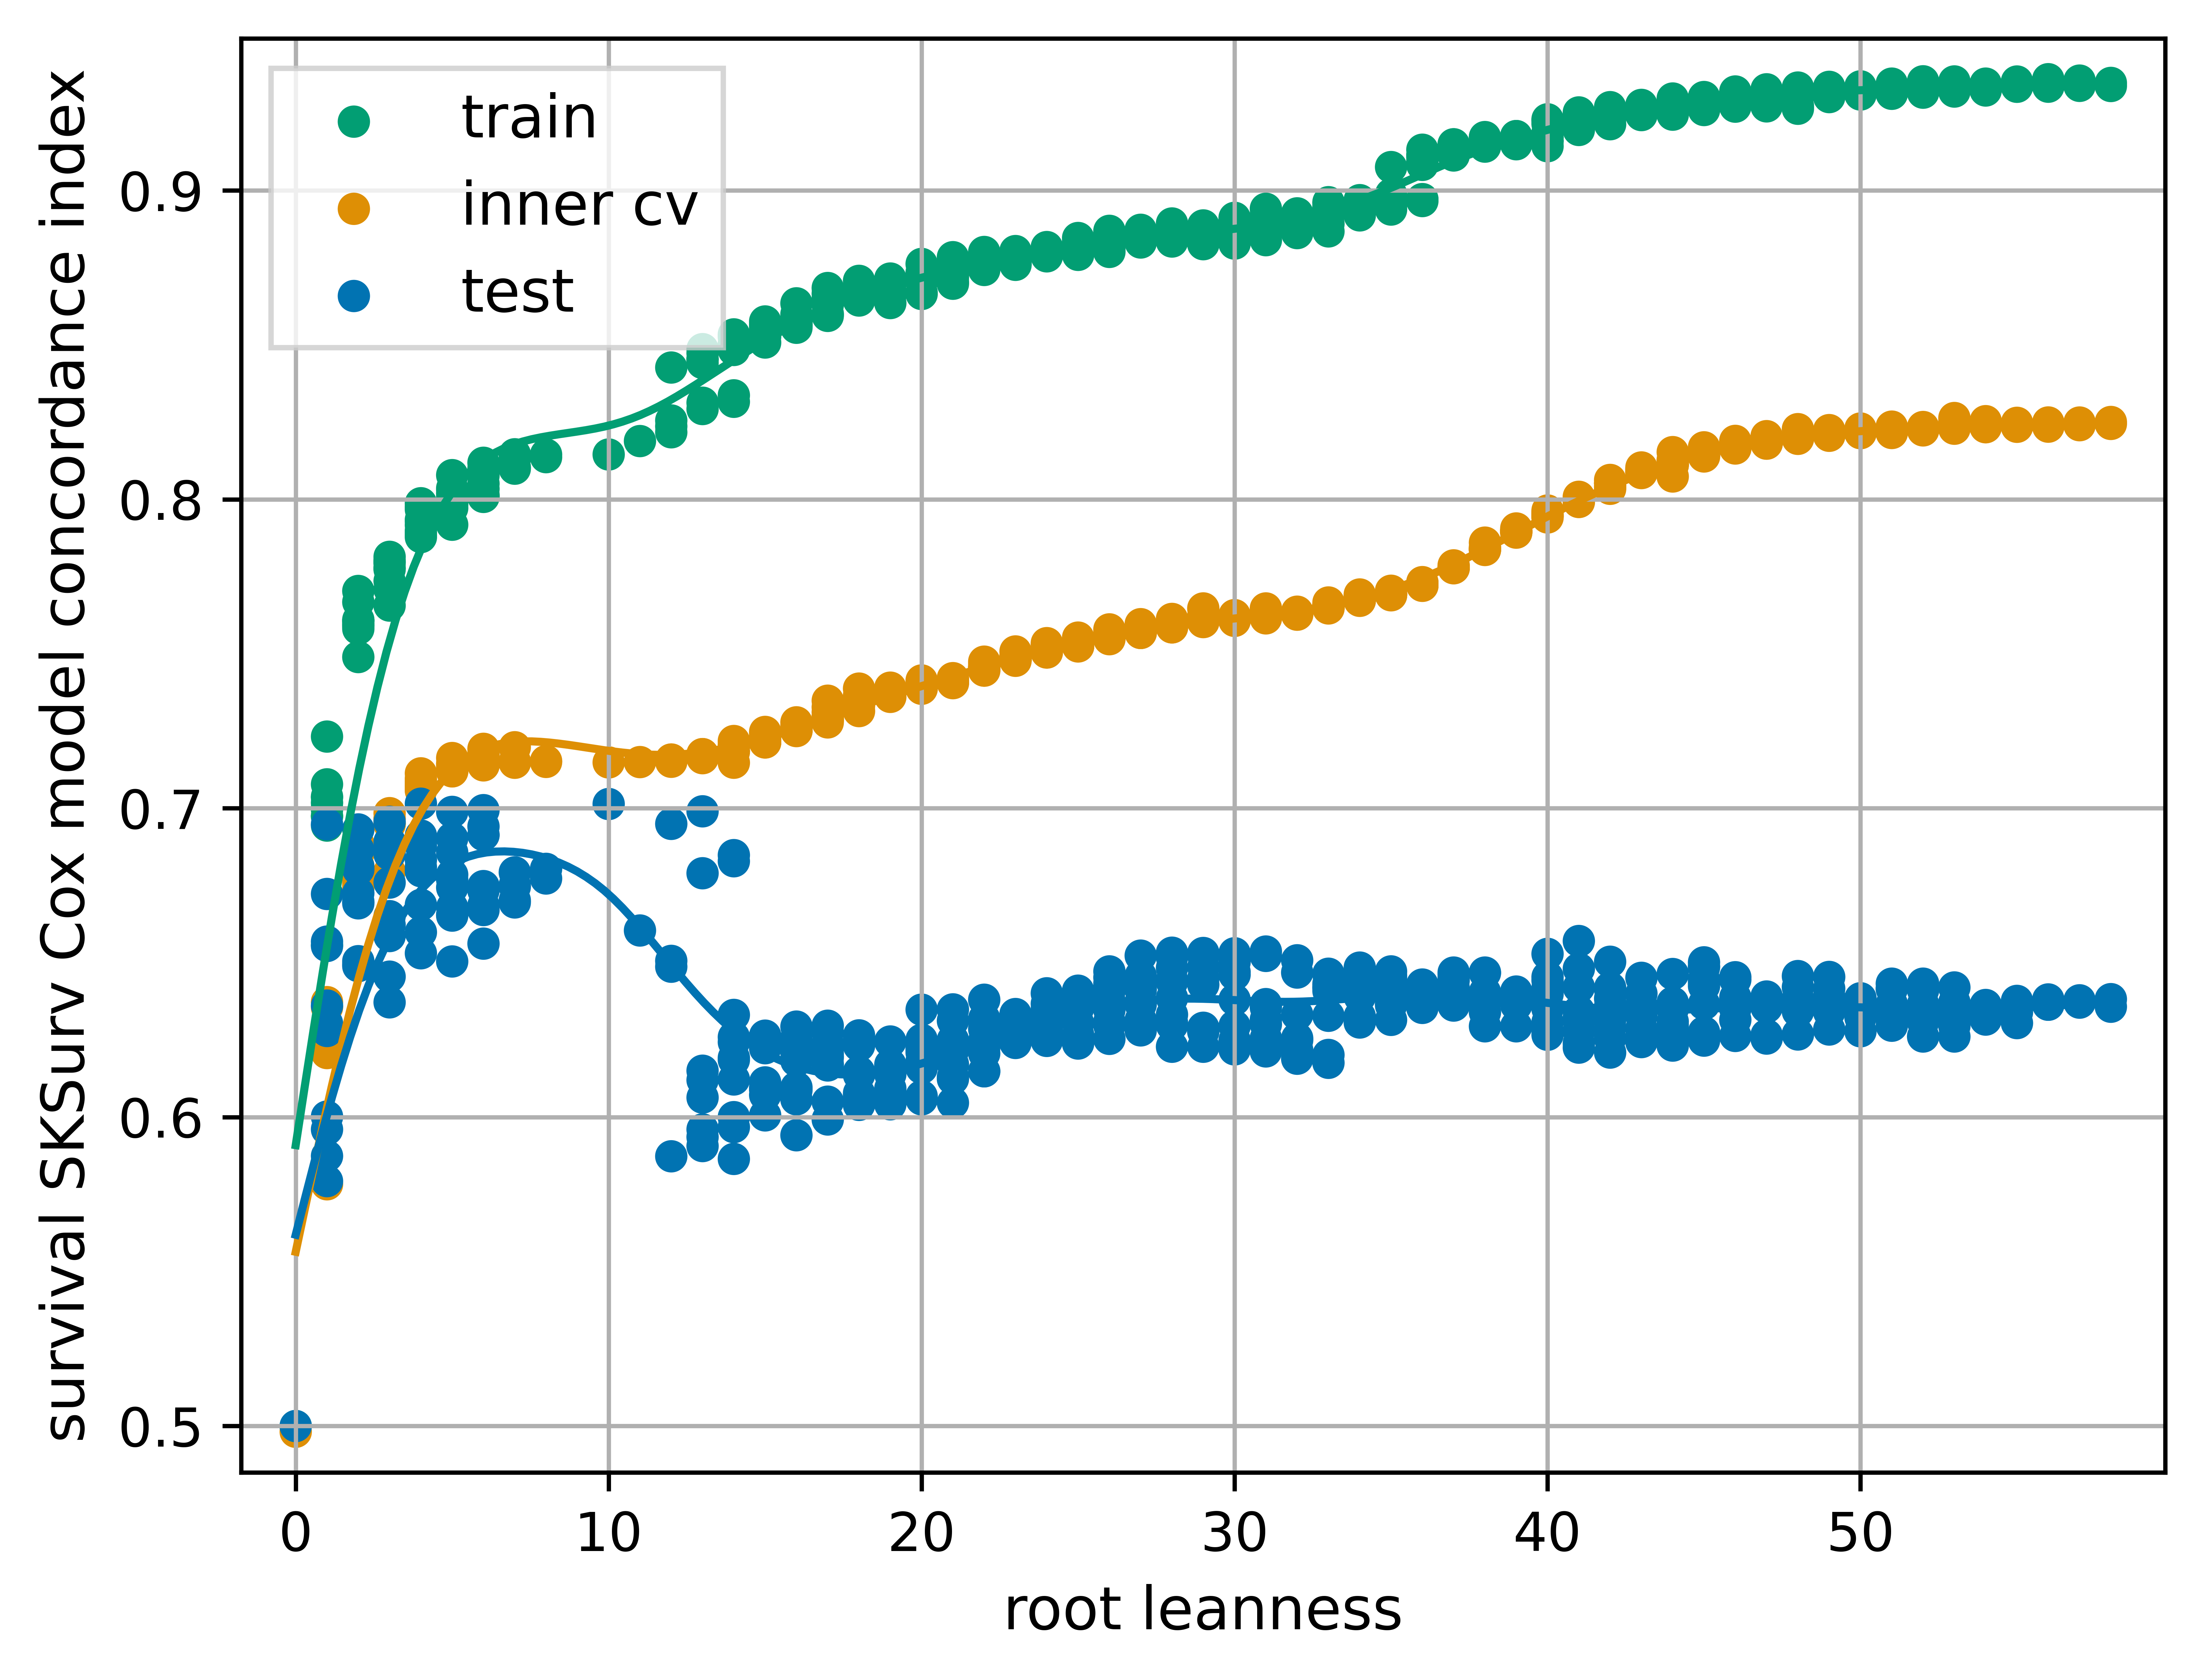 survival SKSurv Cox model concordance index
train
inner cv
test
0.9
0.8
0.7
0.6
0.5
0 10 20 30 40 50
root leanness